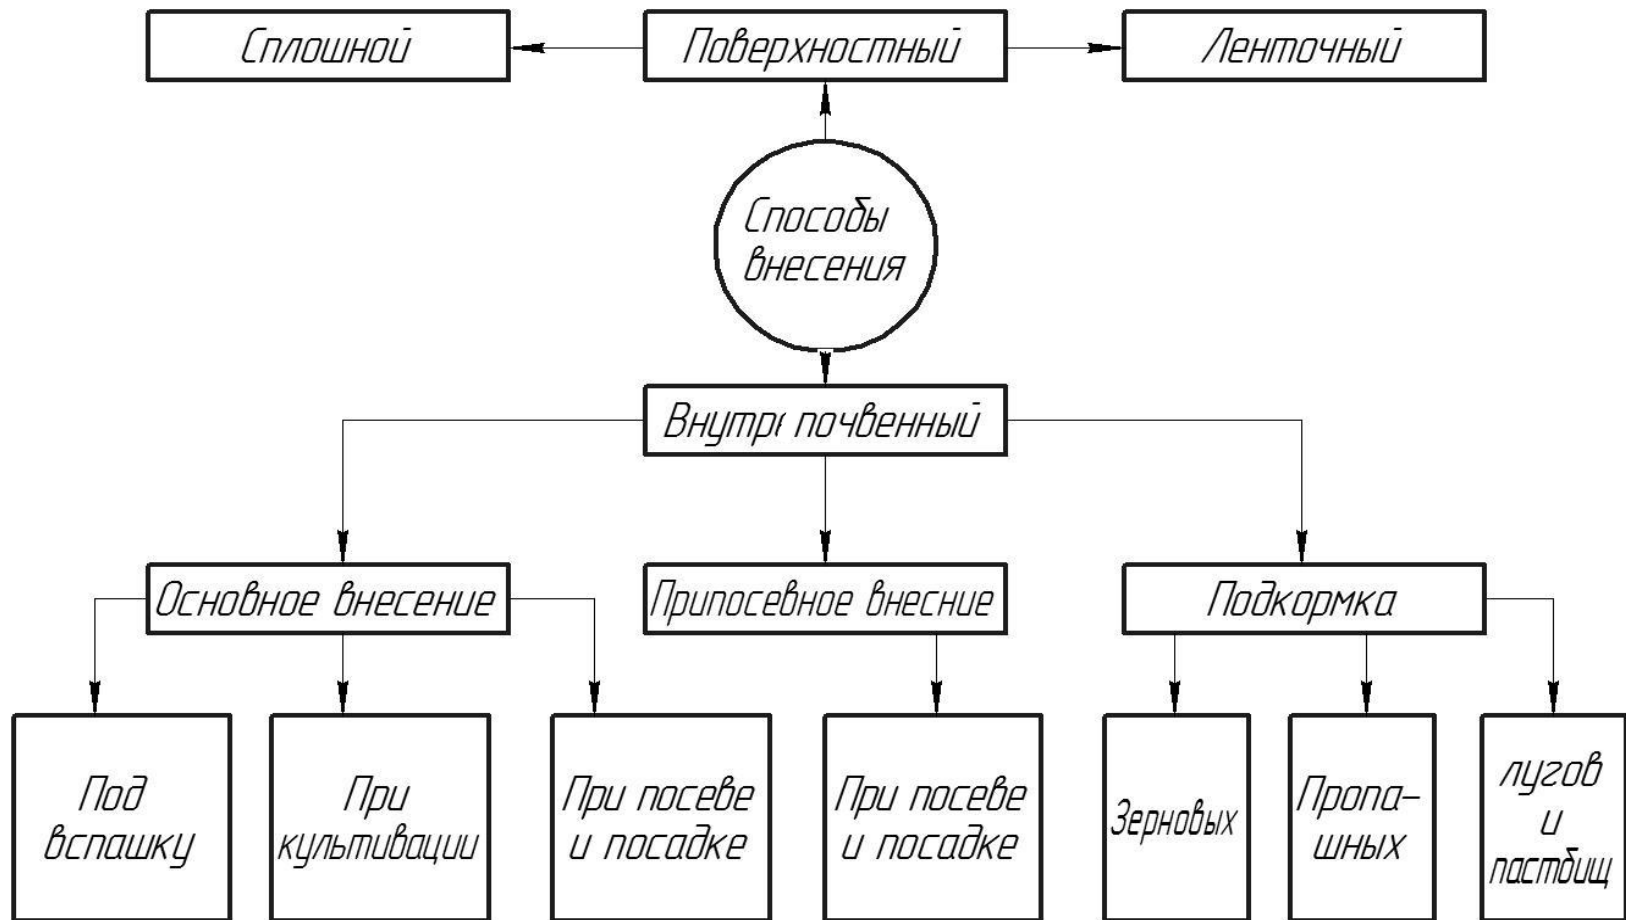 Сплошной
Поверхностный
Ленточный
Способы
внесения
Внутри почвенный
Основное внесение
Припосевное внесние
Подкормка
Под
вспашку
При
культивации
При посеве
и посадке
При посеве
и посадке
Зерновых
Пропа-
шных
лугов
и
пастбищ